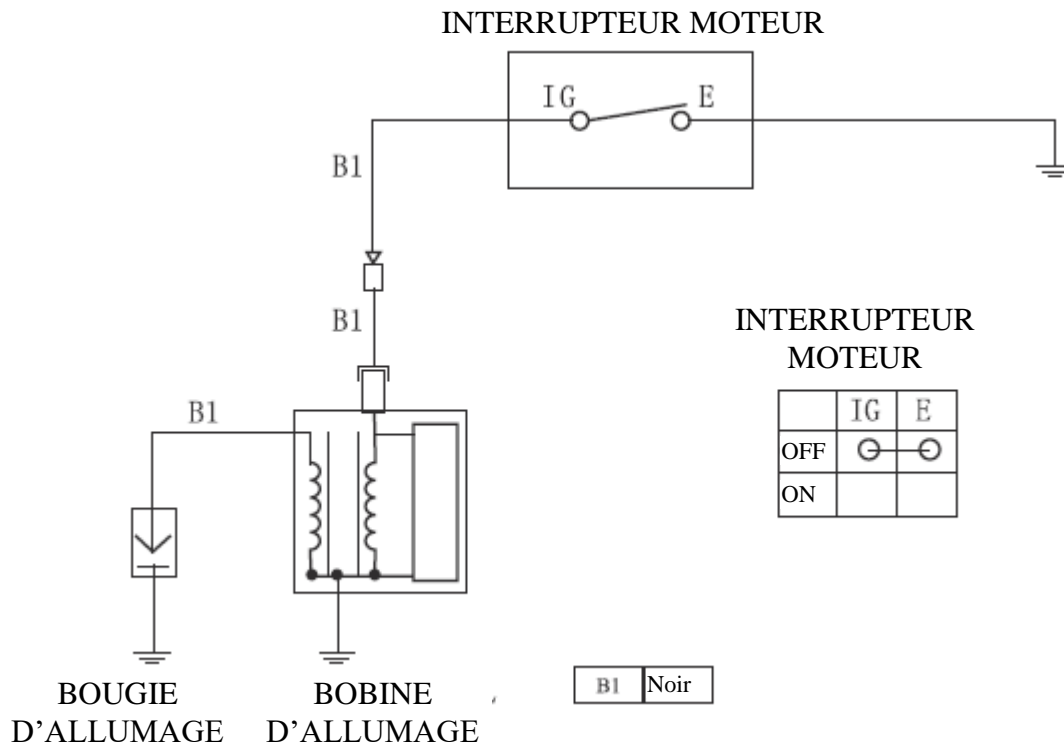 INTERRUPTEUR MOTEUR
IG E
B1
B1
INTERRUPTEUR
MOTEUR
IG E
OFF
ON
B1
B1 Noir
BOUGIE
D’ALLUMAGE
BOBINE
D’ALLUMAGE